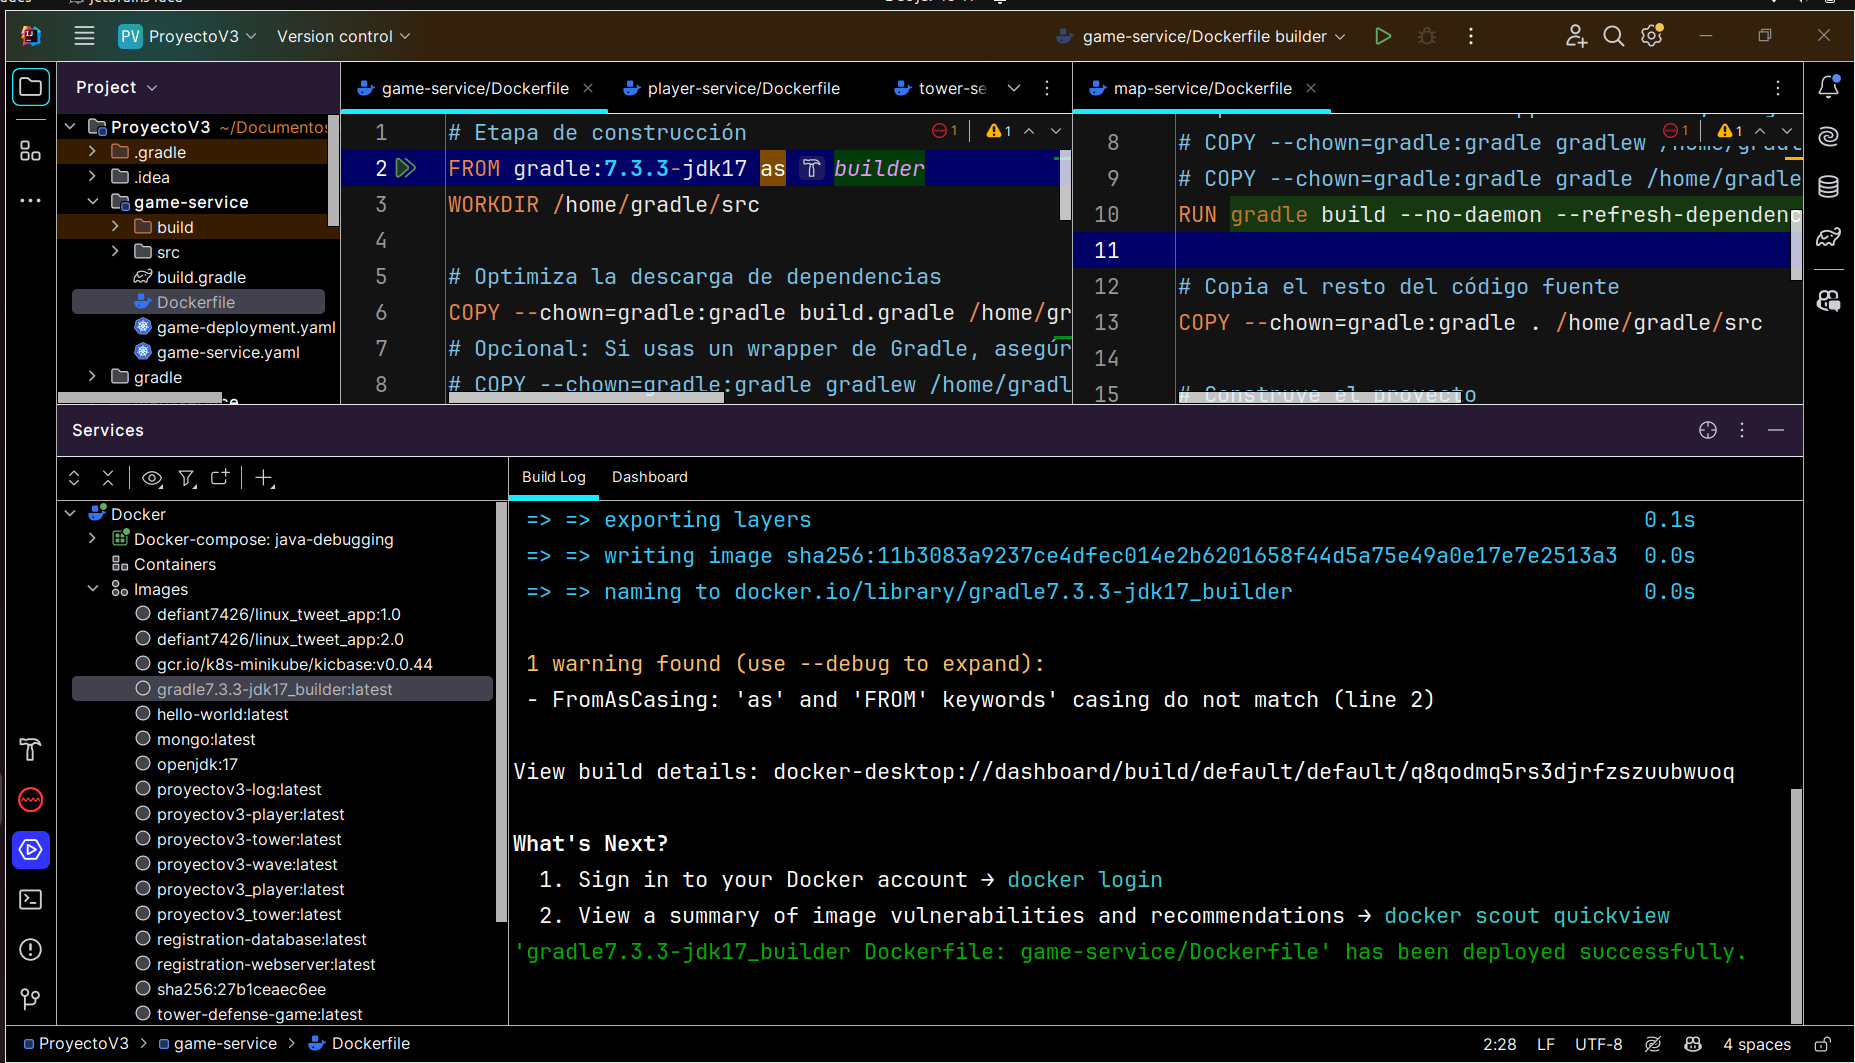 PV ProyectoV3 Version control game-service/Dockerfile builder
Project
game-service/Dockerfile player-service/Dockerfile tower-se map-service/Dockerfile
ProyectoV3 ~/Documentos
.gradle
.idea
game-service
build
src
build.gradle
Dockerfile
game-deployment.yaml
game-service.yaml
gradle
1 # Etapa de construcción 1 1
2 FROM gradle:7.3.3-jdk17 as builder
3 WORKDIR /home/gradle/src
4
5 # Optimiza la descarga de dependencias
6 COPY --chown=gradle:gradle build.gradle /home/gr
7 # Opcional: Si usas un wrapper de Gradle, asegúr
8 # COPY --chown=gradle:gradle gradlew /home/gradl
1 1
8 # COPY --chown=gradle:gradle gradlew /home/gradl
9 # COPY --chown=gradle:gradle gradle /home/gradle
10 RUN gradle build --no-daemon --refresh-dependenc
11
12 # Copia el resto del código fuente
13 COPY --chown=gradle:gradle . /home/gradle/src
14
15 # Construye el proyecto
Services
Build Log Dashboard
Docker
Docker-compose: java-debugging
Containers
Images
defiant7426/linux_tweet_app:1.0
defiant7426/linux_tweet_app:2.0
gcr.io/k8s-minikube/kicbase:v0.0.44
gradle7.3.3-jdk17_builder:latest
hello-world:latest
mongo:latest
openjdk:17
proyectov3-log:latest
proyectov3-player:latest
proyectov3-tower:latest
proyectov3-wave:latest
proyectov3_player:latest
proyectov3_tower:latest
registration-database:latest
registration-webserver:latest
sha256:27b1ceaec6ee
tower-defense-game:latest
=> => exporting layers 0.1s
=> => writing image sha256:11b3083a9237ce4dfec014e2b6201658f44d5a75e49a0e17e7e2513a3 0.0s
=> => naming to docker.io/library/gradle7.3.3-jdk17_builder 0.0s
1 warning found (use --debug to expand):
- FromAsCasing: 'as' and 'FROM' keywords' casing do not match (line 2)
View build details: docker-desktop://dashboard/build/default/default/q8qodmq5rs3djrfzszuubwuoq
What's Next?
1. Sign in to your Docker account → docker login
2. View a summary of image vulnerabilities and recommendations → docker scout quickview
'gradle7.3.3-jdk17_builder Dockerfile: game-service/Dockerfile' has been deployed successfully.
ProyectoV3 > game-service > Dockerfile 2:28 LF UTF-8 4 spaces